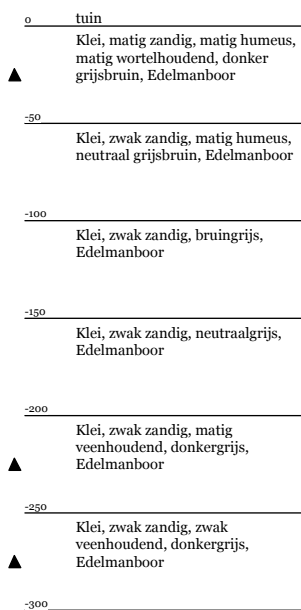 0 tuin
Klei, matig zandig, matig humeus,
matig wortelhoudend, donker
grijsbruin, Edelmanboor
-50
Klei, zwak zandig, matig humeus,
neutraal grijsbruin, Edelmanboor
-100
Klei, zwak zandig, bruingrijs,
Edelmanboor
-150
Klei, zwak zandig, neutraalgrijs,
Edelmanboor
-200
Klei, zwak zandig, matig
veenhoudend, donkergrijs,
Edelmanboor
-250
Klei, zwak zandig, zwak
veenhoudend, donkergrijs,
Edelmanboor
-300